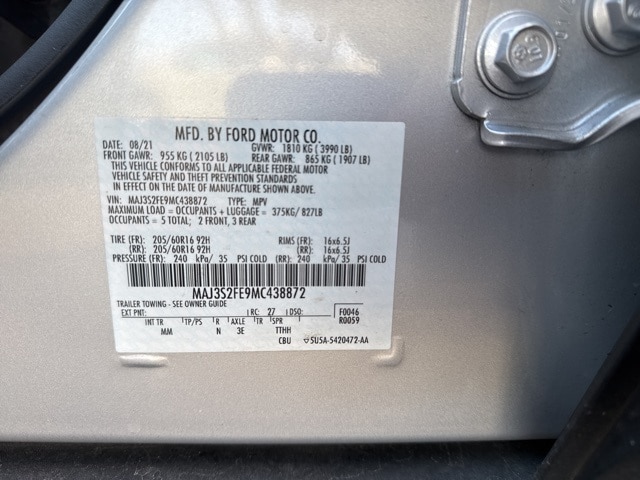 MFD. BY FORD MOTOR CO.
DATE: 08/21 GVWR: 1810 KG ( 3990 LB)
FRONT GAWR: 955 KG ( 2105 LB) REAR GAWR: 865 KG ( 1907 LB)
THIS VEHICLE CONFORMS TO ALL APPLICABLE FEDERAL MOTOR
VEHICLE SAFETY AND THEFT PREVENTION STANDARDS
IN EFFECT ON THE DATE OF MANUFACTURE SHOWN ABOVE.
VIN: MAJ3S2FE9MC438872 TYPE: MPV
MAXIMUM LOAD = OCCUPANTS + LUGGAGE = 375KG/ 827LB
OCCUPANTS = 5 TOTAL: 2 FRONT, 3 REAR
TIRE (FR): 205/60R16 92H RIMS (FR): 16x6.5J
(RR): 205/60R16 92H (RR): 16x6.5J
PRESSURE (FR): 240 kPa/ 35 PSI COLD (RR): 240 kPa/ 35 PSI COLD
MAJ3S2FE9MC438872
TRAILER TOWING - SEE OWNER GUIDE
EXT PNT: RC: 27 DSO: F0046
R0059
INT TR TP/PS R AXLE TR SPR
MM N 3E TTHH
CBU 5U5A-5420472-AA